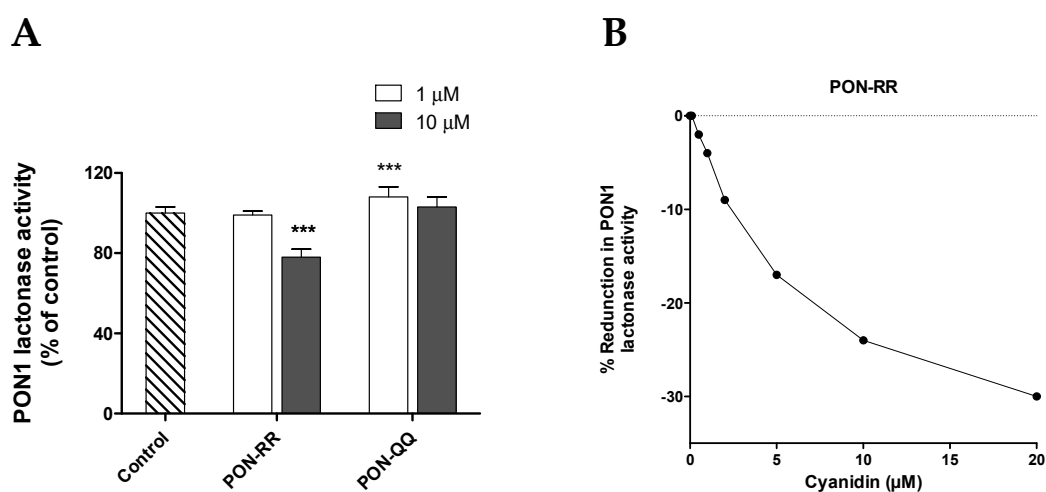 A
1 μM
10 μM
***
***
120
80
40
0
PON1 lactonase activity
(% of control)
Control
PON-RR
PON-QQ
B
PON-RR
0
-10
-20
-30
% Redunction in PON1
lactonase activity
0
5
10
15
20
Cyanidin (μM)